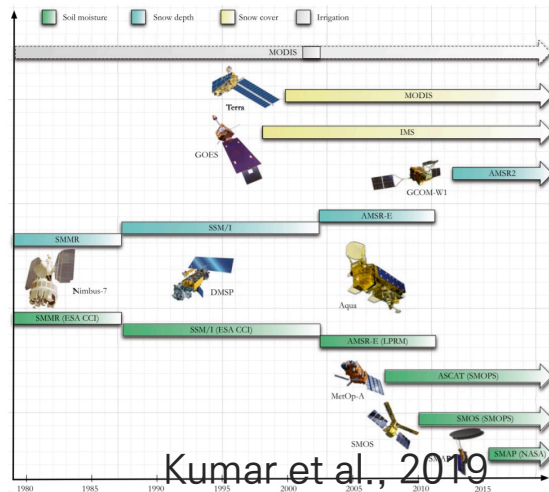 Soil moisture Snow depth Snow cover Irrigation
MODIS
Terra
MODIS
IMS
GOES
AMSR2
GCOM-W1
AMSR-E
SSM/I
SMMR
Nimbus-7
DMSP
Aqua
SMMR (ESA CCI)
SSM/I (ESA CCI)
AMSR-E (LPRM)
ASCAT (SMOPS)
MetOp-A
SMOS (SMOPS)
SMOS
SMAP (NASA)
Kumar et al., 2019
1980 1985 1990 1995 2000 2005 2010 2015